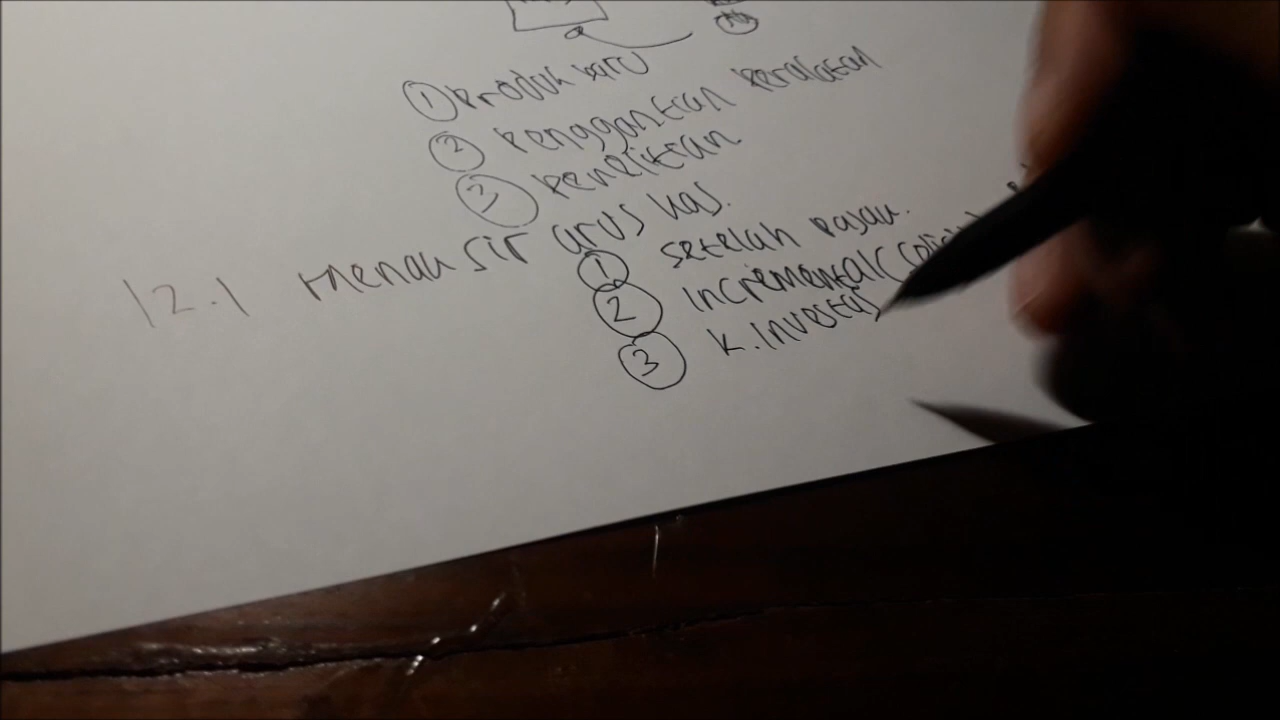 ① Produk baru
② Penggantian Peralatan
③ Penelitian
12.1 Menaksir arus kas.
① Setelah Pajak.
② Incremental (
③ K. Investas